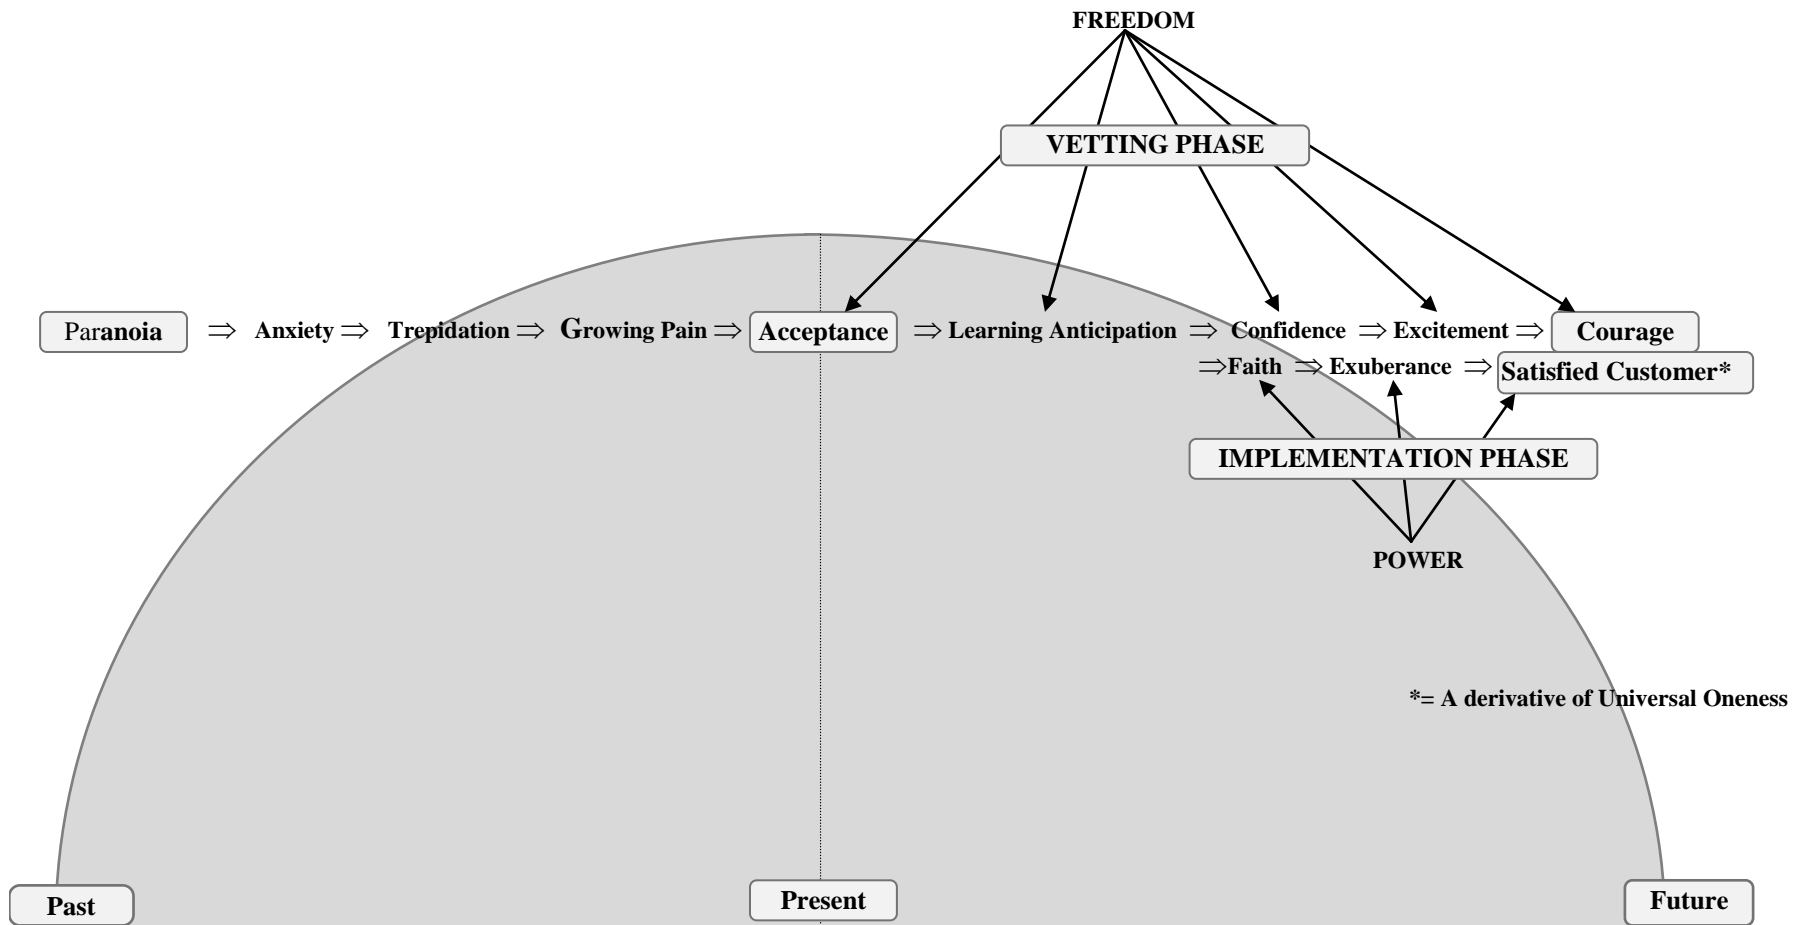 FREEDOM
VETTING PHASE
Paranoia ⇒ Anxiety ⇒ Trepidation ⇒ Growing Pain ⇒ Acceptance ⇒ Learning Anticipation ⇒ Confidence ⇒ Excitement ⇒ Courage
⇒Faith ⇒ Exuberance ⇒ Satisfied Customer*
IMPLEMENTATION PHASE
POWER
*= A derivative of Universal Oneness
Past Present Future